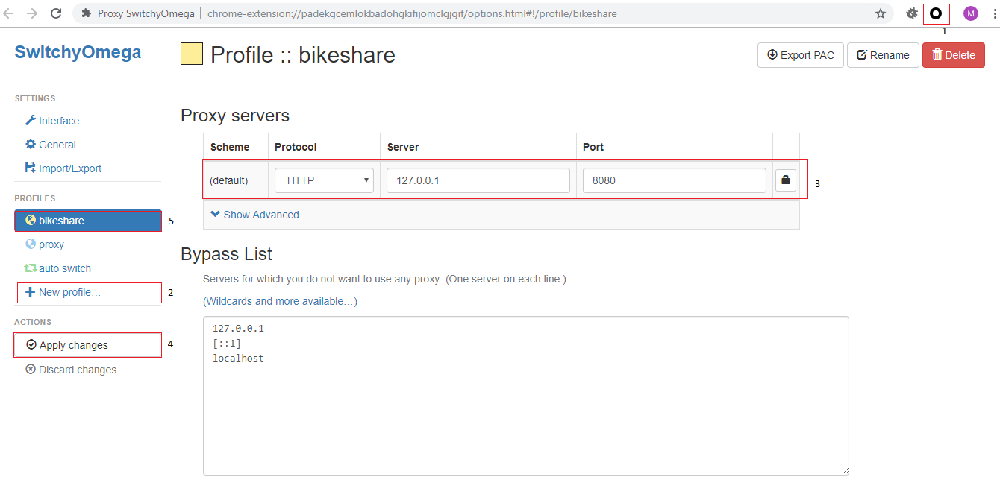 Proxy SwitchyOmega | chrome-extension://padekgcemlokbadohgkifijomclgjgif/options.html#!/profile/bikeshare
M
1
SwitchyOmega
Profile :: bikeshare
Export PAC
Rename
Delete
SETTINGS
Interface
General
Import/Export
PROFILES
bikeshare
5
proxy
auto switch
New profile...
2
ACTIONS
Apply changes
4
Discard changes
Proxy servers
Scheme Protocol Server Port
(default) HTTP 127.0.0.1 8080
3
Show Advanced
Bypass List
Servers for which you do not want to use any proxy: (One server on each line.)
(Wildcards and more available…)
127.0.0.1
[::1]
localhost